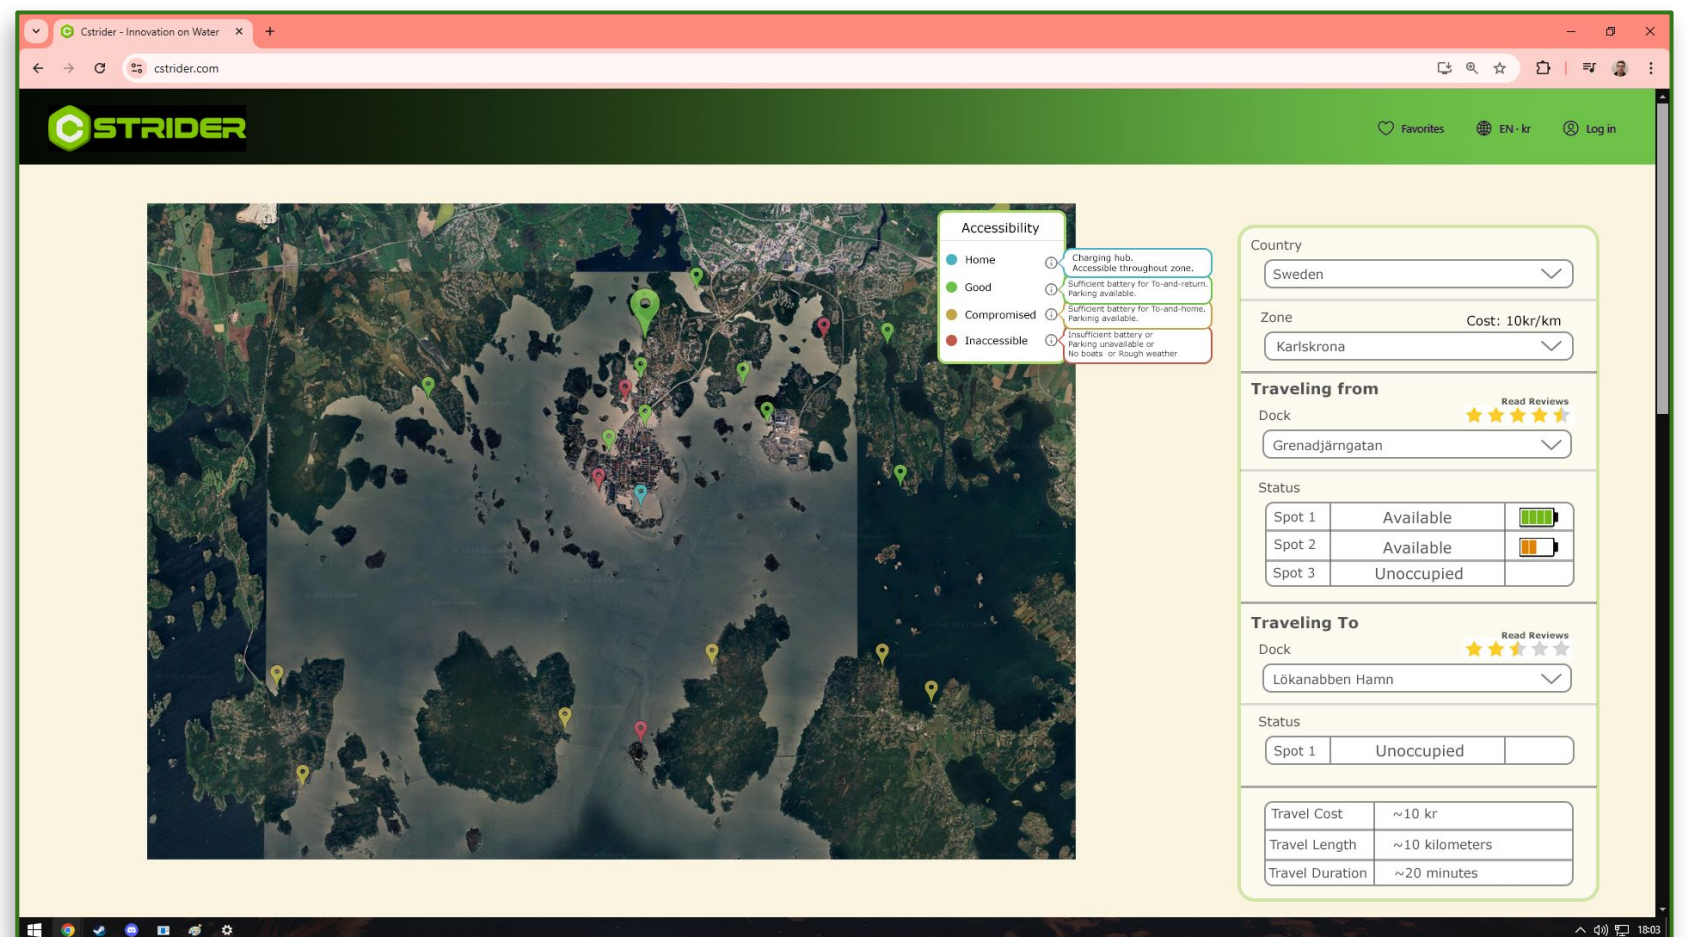 Cstrider - Innovation on Water
cstrider.com
CSTRIDER
Favorites
EN · kr
Log in
Accessibility
Home
Charging hub.
Accessible throughout zone.
Good
Sufficient battery for To-and-return.
Parking available.
Compromised
Sufficient battery for To-and-home.
Parking available.
Inaccessible
Insufficient battery or
Parking unavailable or
No boats or Rough weather
Country
Sweden
Zone
Cost: 10kr/km
Karlskrona
Traveling from
Read Reviews
Dock
Grenadjärngatan
Status
Spot 1 Available
Spot 2 Available
Spot 3 Unoccupied
Traveling To
Read Reviews
Dock
Lökanabben Hamn
Status
Spot 1 Unoccupied
Travel Cost ~10 kr
Travel Length ~10 kilometers
Travel Duration ~20 minutes
18:03